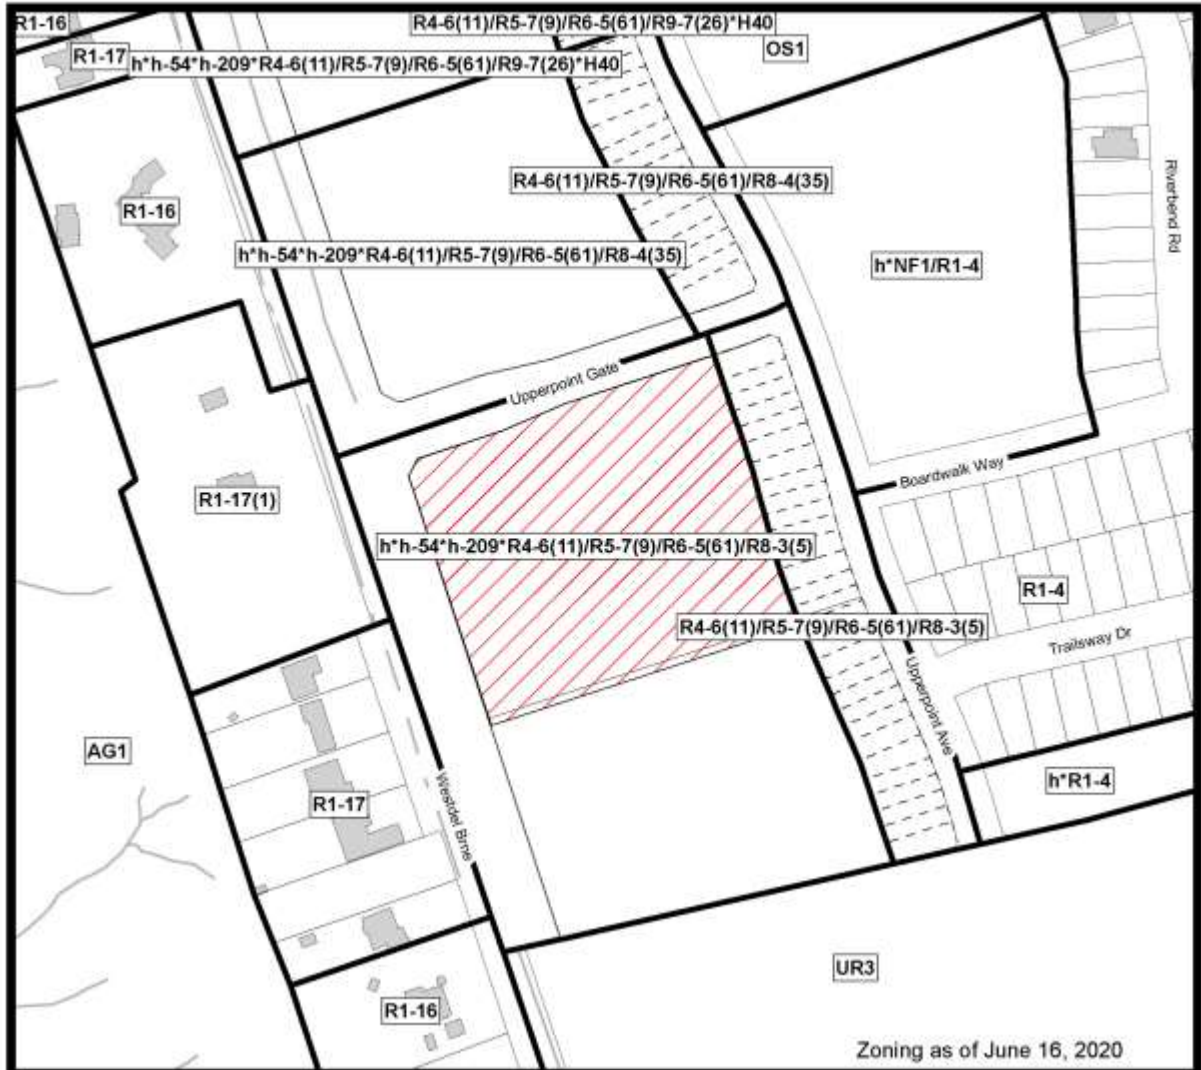 R1-16
R4-6(11)/R5-7(9)/R6-5(61)/R9-7(26)*H40
OS1
R1-17
h*h-54*h-209*R4-6(11)/R5-7(9)/R6-5(61)/R9-7(26)*H40
R4-6(11)/R5-7(9)/R6-5(61)/R8-4(35)
R1-16
Riverbend Rd
h*h-54*h-209*R4-6(11)/R5-7(9)/R6-5(61)/R8-4(35)
h*NF1/R1-4
Upperpoint Gate
Boardwalk Way
R1-17(1)
h*h-54*h-209*R4-6(11)/R5-7(9)/R6-5(61)/R8-3(5)
R1-4
R4-6(11)/R5-7(9)/R6-5(61)/R8-3(5)
Trailsway Dr
Upperpoint Ave
AG1
h*R1-4
R1-17
Westdel Brne
UR3
R1-16
Zoning as of June 16, 2020